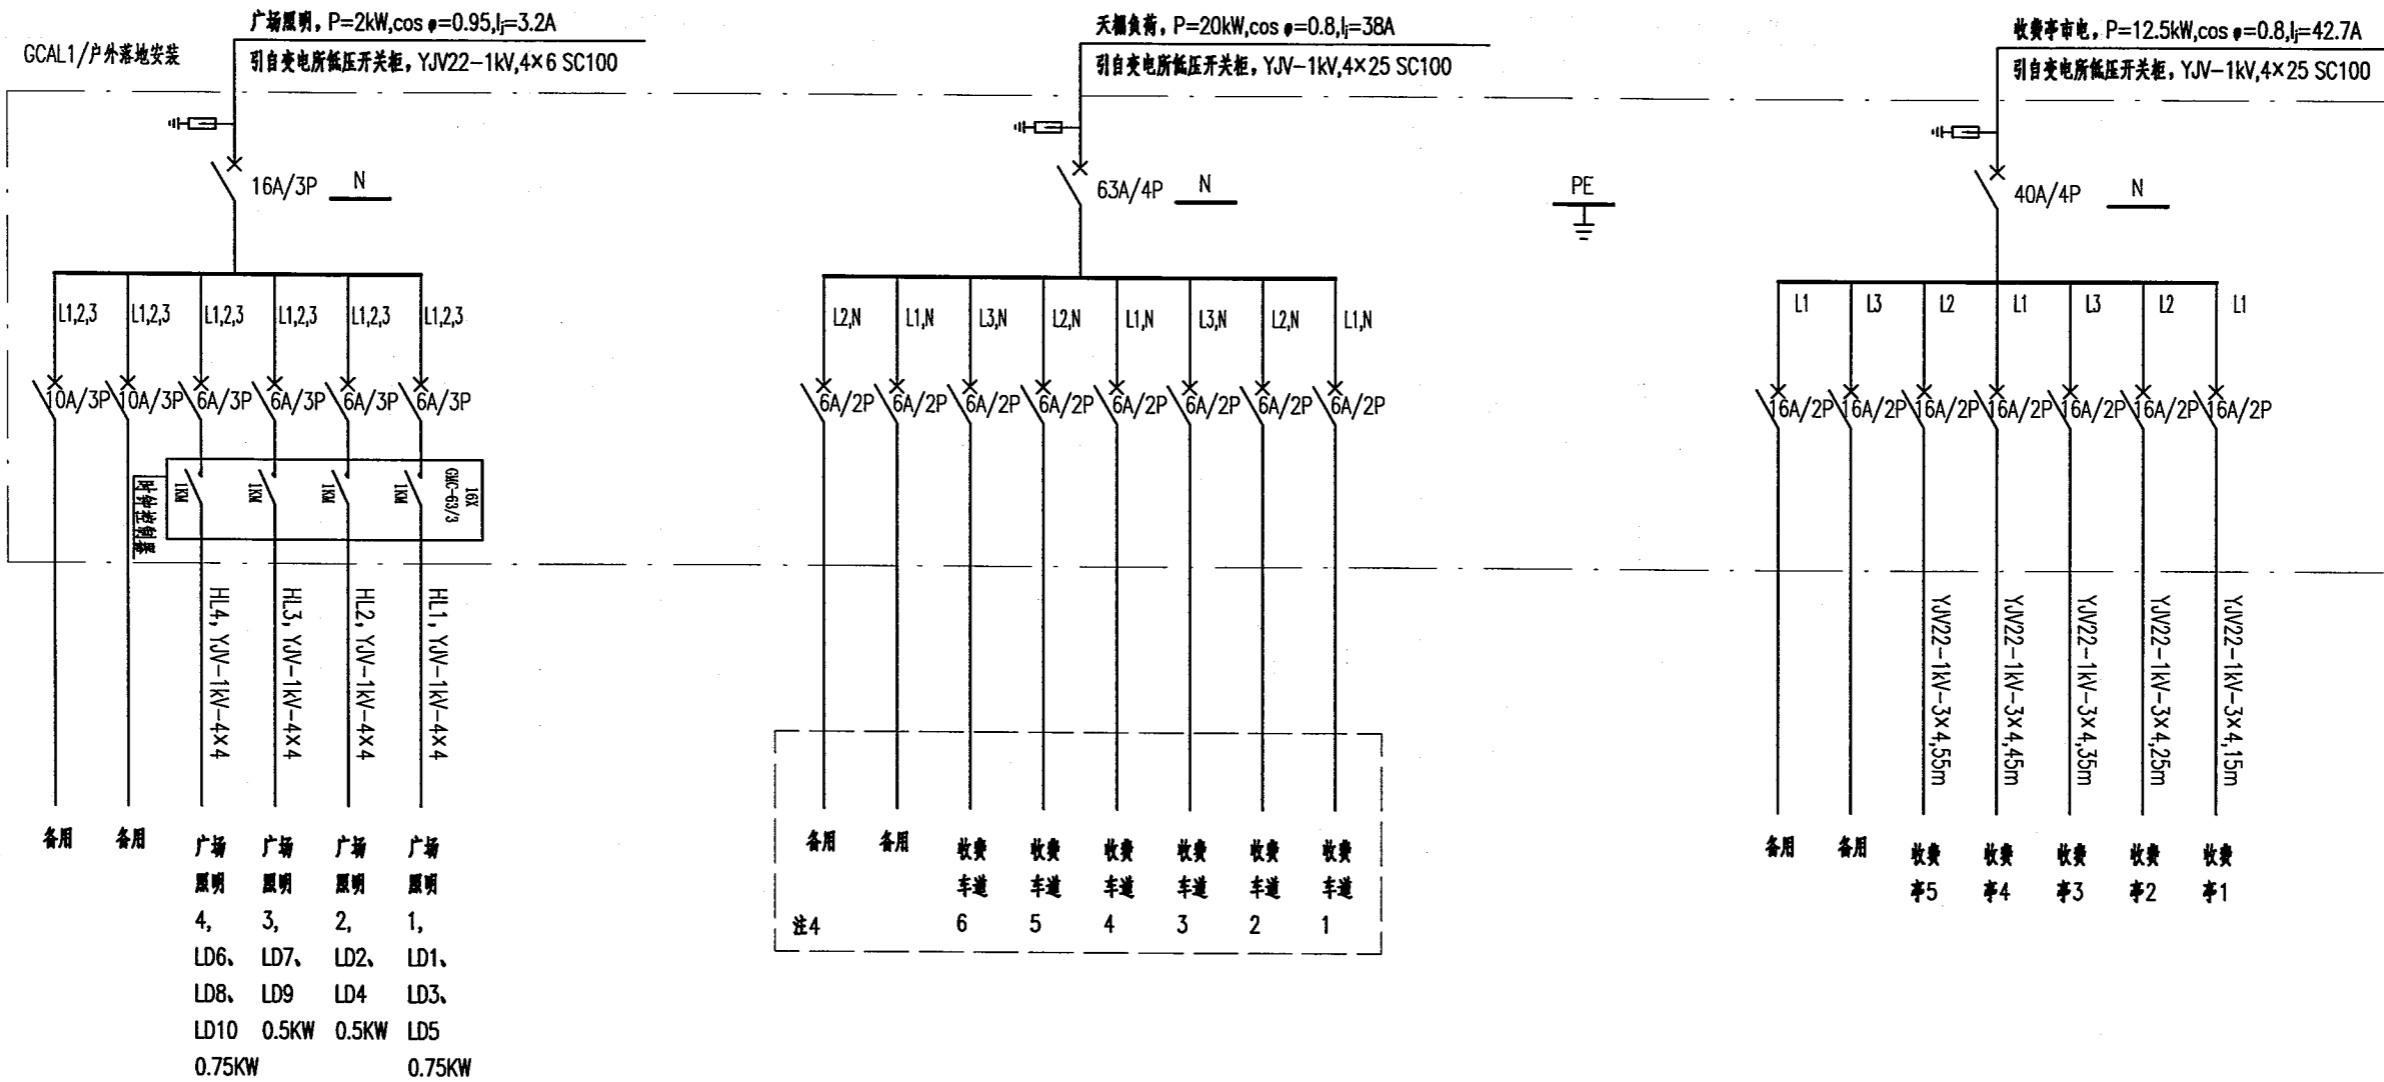 GCAL1/户外落地安装
广场照明，P=2kW,cos φ=0.95,Ij=3.2A
引自变电所低压开关柜，YJV22-1kV,4×6 SC100
16A/3P
N
L1,2,3
L1,2,3
L1,2,3
L1,2,3
L1,2,3
L1,2,3
10A/3P
10A/3P
6A/3P
6A/3P
6A/3P
6A/3P
时钟控制器
1KM
1KM
1KM
1KM
16X
GMC-63/3
HL4，YJV-1kV-4×4
HL3，YJV-1kV-4×4
HL2，YJV-1kV-4×4
HL1，YJV-1kV-4×4
备用
备用
广场
照明
4,
LD6、
LD8、
LD10
0.75KW
广场
照明
3,
LD7、
LD9
0.5KW
广场
照明
2,
LD2、
LD4
0.5KW
广场
照明
1,
LD1、
LD3、
LD5
0.75KW
天棚负荷，P=20kW,cos φ=0.8,Ij=38A
引自变电所低压开关柜，YJV-1kV,4×25 SC100
63A/4P
N
PE
L2,N
L1,N
L3,N
L2,N
L1,N
L3,N
L2,N
L1,N
6A/2P
6A/2P
6A/2P
6A/2P
6A/2P
6A/2P
6A/2P
6A/2P
注4
备用
备用
收费
车道
6
收费
车道
5
收费
车道
4
收费
车道
3
收费
车道
2
收费
车道
1
收费亭市电，P=12.5kW,cos φ=0.8,Ij=42.7A
引自变电所低压开关柜，YJV-1kV,4×25 SC100
40A/4P
N
L1
L3
L2
L1
L3
L2
L1
16A/2P
16A/2P
16A/2P
16A/2P
16A/2P
16A/2P
16A/2P
YJV22-1kV-3×4,55m
YJV22-1kV-3×4,45m
YJV22-1kV-3×4,35m
YJV22-1kV-3×4,25m
YJV22-1kV-3×4,15m
备用
备用
收费
亭5
收费
亭4
收费
亭3
收费
亭2
收费
亭1